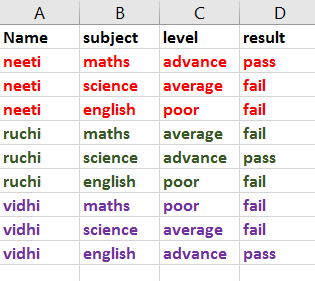 A B C D
Name subject level result
neeti maths advance pass
neeti science average fail
neeti english poor fail
ruchi maths average fail
ruchi science advance pass
ruchi english poor fail
vidhi maths poor fail
vidhi science average fail
vidhi english advance pass